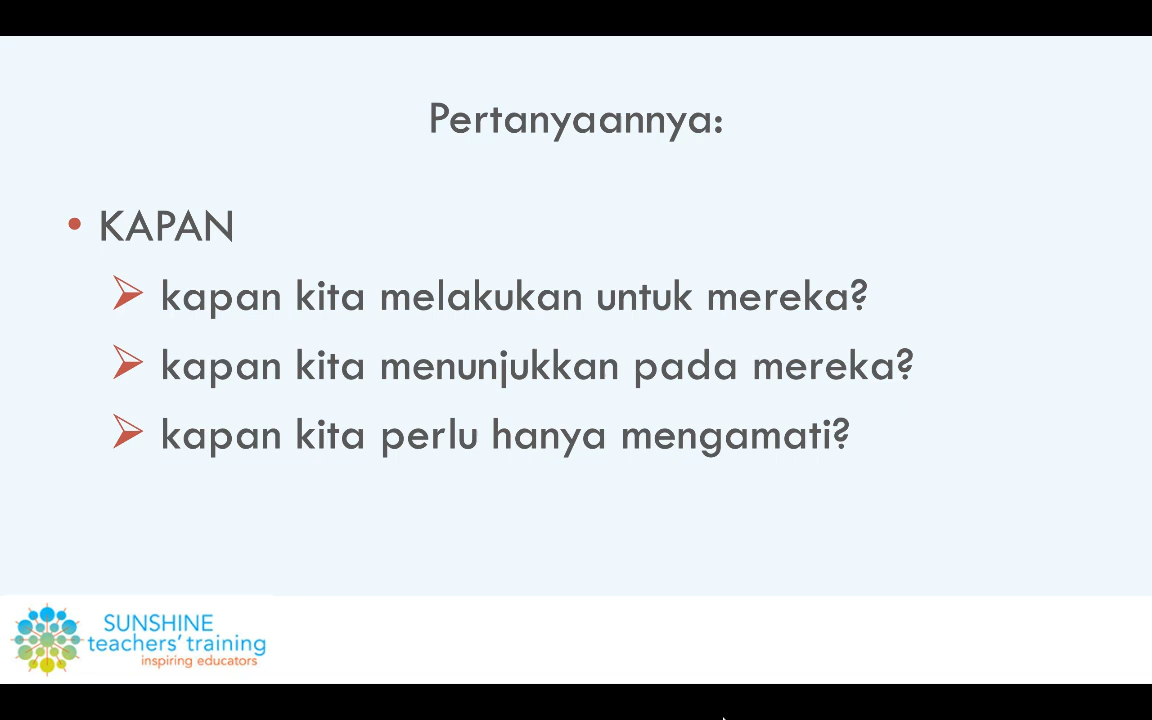 Pertanyaannya:
• KAPAN
➢ kapan kita melakukan untuk mereka?
➢ kapan kita menunjukkan pada mereka?
➢ kapan kita perlu hanya mengamati?
SUNSHINE
teachers' training
inspiring educators